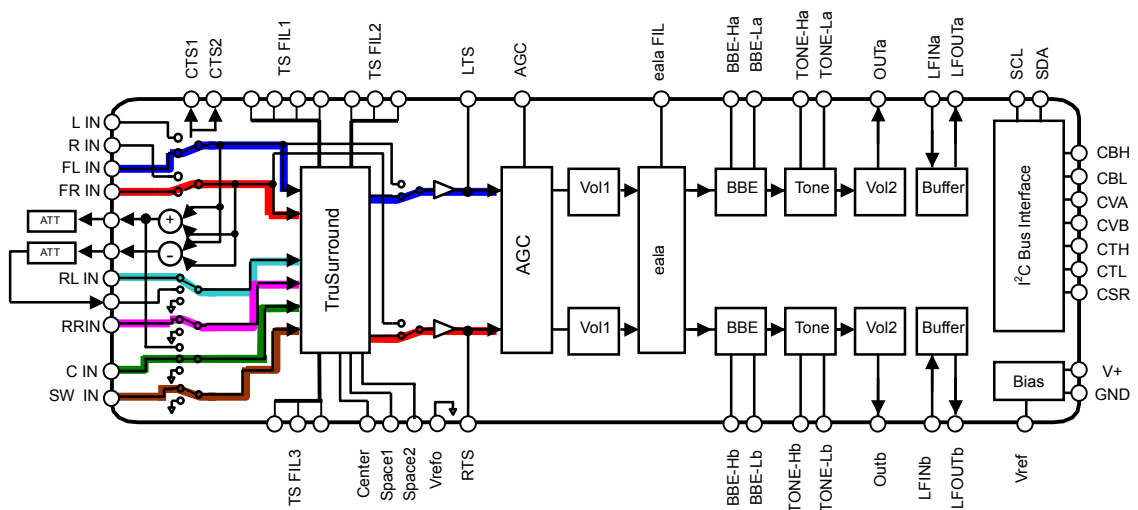 CTS1
CTS2
TS FIL1
TS FIL2
LTS
AGC
eala FIL
BBE-Ha
BBE-La
TONE-Ha
TONE-La
OUTa
LFINa
LFOUTa
SCL
SDA
L IN
R IN
FL IN
FR IN
ATT
ATT
+
-
RL IN
RRIN
C IN
SW IN
TruSurround
AGC
Vol1
Vol1
eala
BBE
Tone
Vol2
Buffer
BBE
Tone
Vol2
Buffer
I²C Bus Interface
Bias
CBH
CBL
CVA
CVB
CTH
CTL
CSR
V+
GND
TS FIL3
Center
Space1
Space2
Vrefo
RTS
BBE-Hb
BBE-Lb
TONE-Hb
TONE-Lb
Outb
LFINb
LFOUTb
Vref